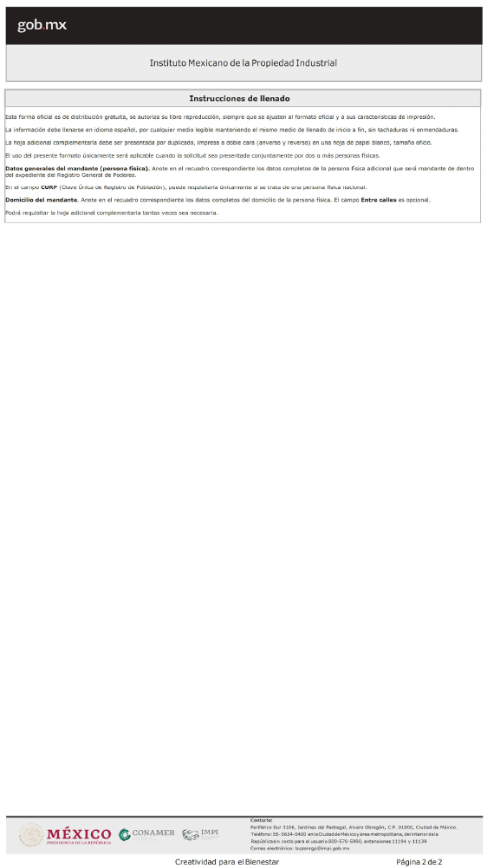 gob.mx
Instituto Mexicano de la Propiedad Industrial
Instrucciones de llenado
Esta forma oficial es de distribución gratuita, se autoriza su libre reproducción, siempre que se ajusten al formato oficial y a sus características de impresión.
La información debe llenarse en idioma español, por cualquier medio legible manteniendo el mismo medio de llenado de inicio a fin, sin tachaduras ni enmendaduras.
La hoja adicional complementaria debe ser presentada por duplicado, impresa a doble cara (anverso y reverso) en una hoja de papel blanco, tamaño oficio.
El uso del presente formato únicamente será aplicable cuando la solicitud sea presentada conjuntamente por dos o más personas físicas.
Datos generales del mandante (persona física). Anote en el recuadro correspondiente los datos completos de la persona física adicional que será mandante de dentro
del expediente del Registro General de Poderes.
En el campo CURP (Clave Única de Registro de Población), puede requisitarlo únicamente si se trata de una persona física nacional.
Domicilio del mandante. Anote en el recuadro correspondiente los datos completos del domicilio de la persona física. El campo Entre calles es opcional.
Podrá requisitar la hoja adicional complementaria tantas veces sea necesaria.
MÉXICO
PRESIDENCIA DE LA REPÚBLICA
CONAMER
IMPI
Contacto:
Periférico Sur 3106, Jardines del Pedregal, Álvaro Obregón, C.P. 01900, Ciudad de México.
Teléfono: 55-5624-0400 en la Ciudad de México y área metropolitana, del interior de la
República sin costo para el usuario 800-570-5990, extensiones 11194 y 11139
Correo electrónico: buzonrgp@impi.gob.mx
Creatividad para el Bienestar
Página 2 de 2